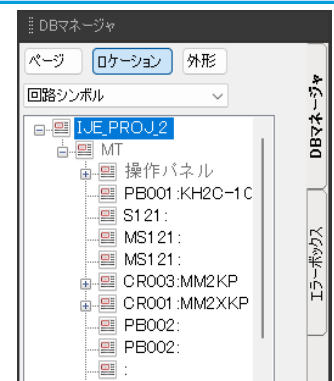 DBマネージャ
ページ ロケーション 外形
回路シンボル
IJE_PROJ_2
MT
操作パネル
PB001:KH2C-1C
S121:
MS121:
MS121:
CR003:MM2KP
CR001:MM2XKP
PB002:
PB002:
:
DBマネージャ
エラーボックス